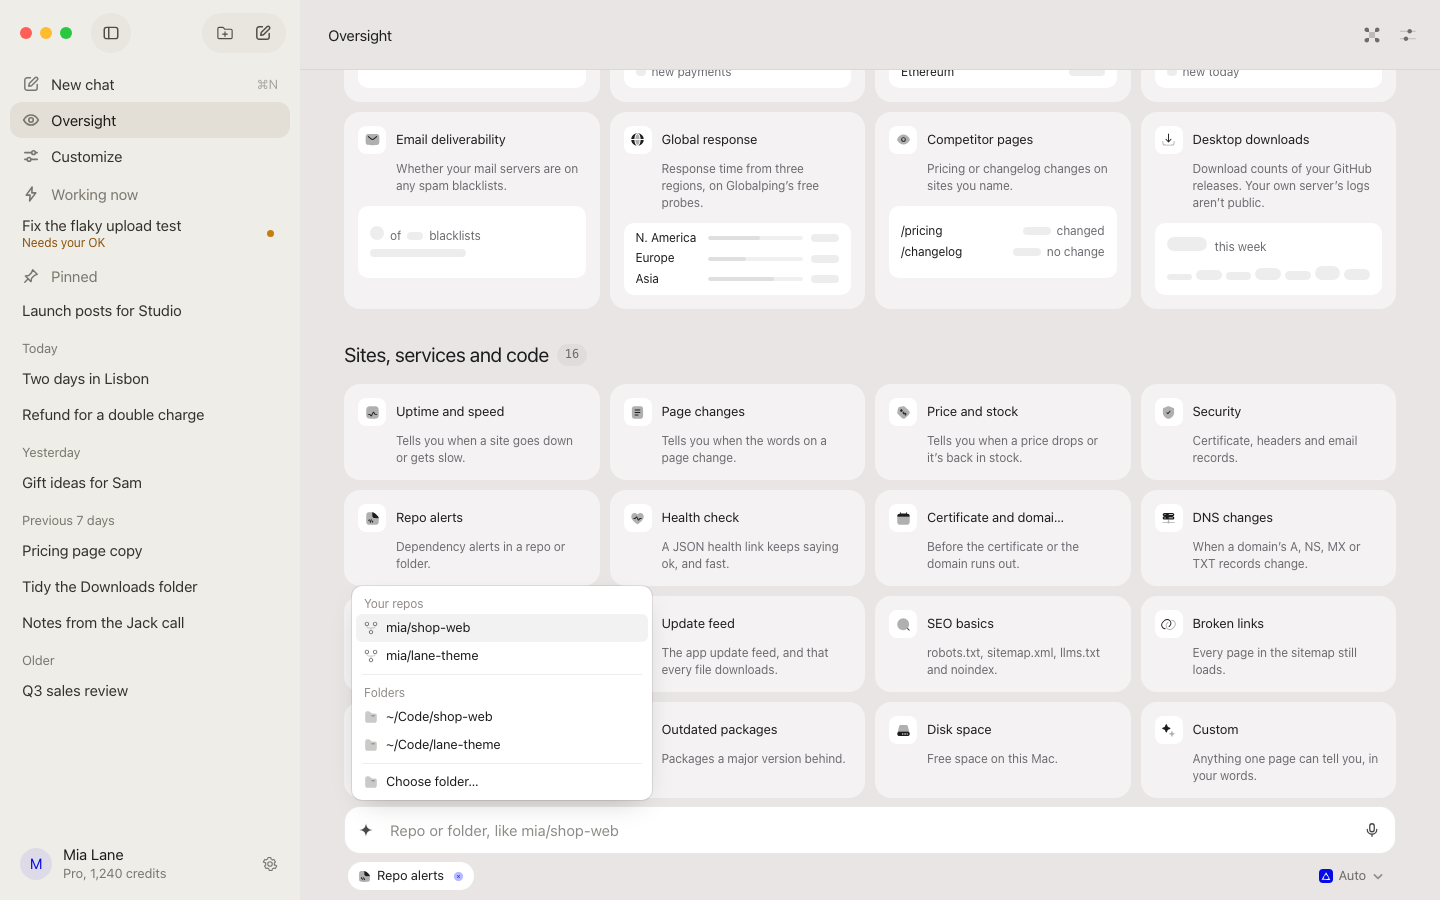 New chat
⌘N
Oversight
Customize
Working now
Fix the flaky upload test
Needs your OK
Pinned
Launch posts for Studio
Today
Two days in Lisbon
Refund for a double charge
Yesterday
Gift ideas for Sam
Previous 7 days
Pricing page copy
Tidy the Downloads folder
Notes from the Jack call
Older
Q3 sales review
M
Mia Lane
Pro, 1,240 credits
Oversight
new payments
Ethereum
new today
Email deliverability
Whether your mail servers are on
any spam blacklists.
of blacklists
Global response
Response time from three
regions, on Globalping’s free
probes.
N. America
Europe
Asia
Competitor pages
Pricing or changelog changes on
sites you name.
/pricing changed
/changelog no change
Desktop downloads
Download counts of your GitHub
releases. Your own server’s logs
aren’t public.
this week
Sites, services and code 16
Uptime and speed
Tells you when a site goes down
or gets slow.
Page changes
Tells you when the words on a
page change.
Price and stock
Tells you when a price drops or
it’s back in stock.
Security
Certificate, headers and email
records.
Repo alerts
Dependency alerts in a repo or
folder.
Health check
A JSON health link keeps saying
ok, and fast.
Certificate and domai…
Before the certificate or the
domain runs out.
DNS changes
When a domain’s A, NS, MX or
TXT records change.
Your repos
mia/shop-web
mia/lane-theme
Folders
~/Code/shop-web
~/Code/lane-theme
Choose folder…
Update feed
The app update feed, and that
every file downloads.
SEO basics
robots.txt, sitemap.xml, llms.txt
and noindex.
Broken links
Every page in the sitemap still
loads.
Outdated packages
Packages a major version behind.
Disk space
Free space on this Mac.
Custom
Anything one page can tell you, in
your words.
Repo or folder, like mia/shop-web
Repo alerts
Auto